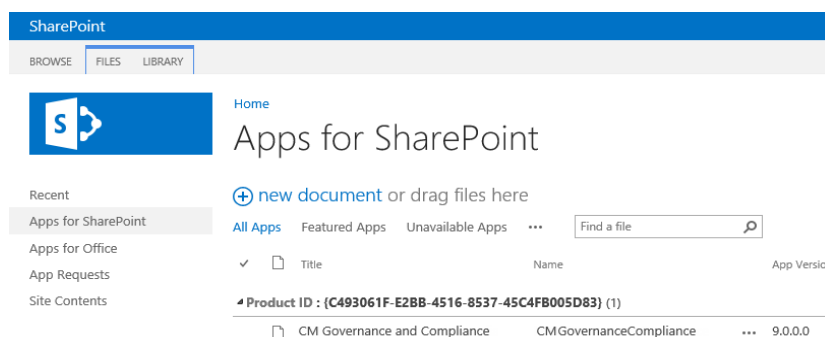 SharePoint
BROWSE FILES LIBRARY
S
Home
Apps for SharePoint
new document or drag files here
Recent
Apps for SharePoint
Apps for Office
App Requests
Site Contents
All Apps Featured Apps Unavailable Apps ••• Find a file
Title Name App Versio
Product ID : {C493061F-E2BB-4516-8537-45C4FB005D83} (1)
CM Governance and Compliance CMGovernanceCompliance ••• 9.0.0.0